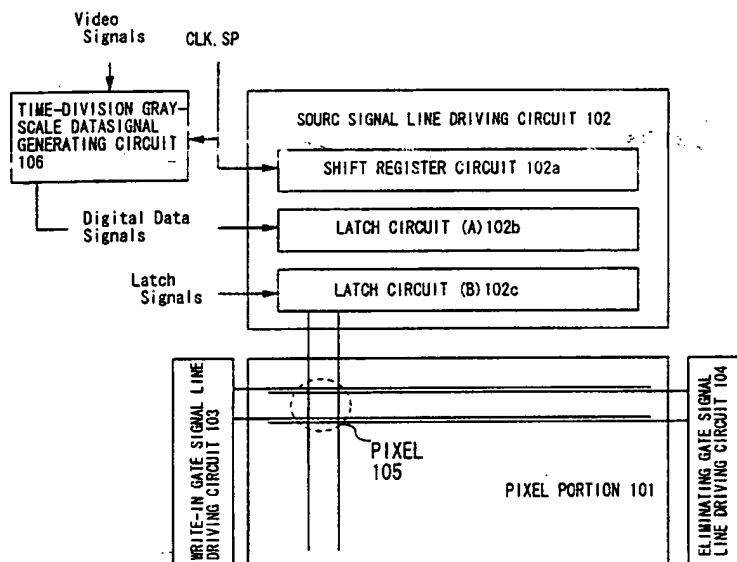 Video
Signals
CLK.SP
TIME-DIVISION GRAY-
SCALE DATASIGNAL
GENERATING CIRCUIT
106
SOURC SIGNAL LINE DRIVING CIRCUIT 102
SHIFT REGISTER CIRCUIT 102a
Digital Data
Signals
LATCH CIRCUIT (A)102b
Latch
Signals
LATCH CIRCUIT (B)102c
WRITE-IN GATE SIGNAL LINE
DRIVING CIRCUIT 103
PIXEL
105
PIXEL PORTION 101
ELIMINATING GATE SIGNAL
LINE DRIVING CIRCUIT 104